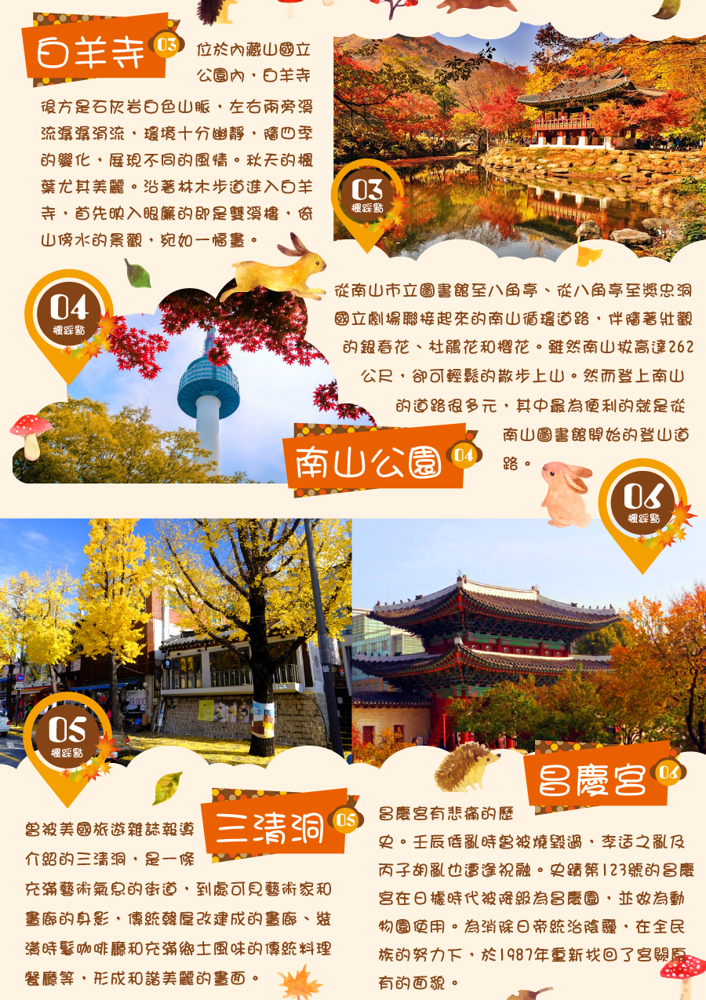 白羊寺
03
位於內藏山國立
公園內，白羊寺
後方是石灰岩白色山脈，左右兩旁溪
流潺潺涓流，環境十分幽靜，隨四季
的變化，展現不同的風情。秋天的楓
葉尤其美麗。沿著林木步道進入白羊
寺，首先映入眼簾的即是雙溪樓，倚
山傍水的景觀，宛如一幅畫。
03
楓踩點
04
楓踩點
從南山市立圖書館至八角亭、從八角亭至獎忠洞
國立劇場聯接起來的南山循環道路，伴隨著壯觀
的銀春花、杜鵑花和櫻花。雖然南山拔高達262
公尺，卻可輕鬆的散步上山。然而登上南山
的道路很多元，其中最為便利的就是從
南山圖書館開始的登山道
路。
南山公園
04
06
楓踩點
05
楓踩點
三清洞
05
曾被美國旅遊雜誌報導
介紹的三清洞，是一條
充滿藝術氣息的街道，到處可見藝術家和
畫廊的身影，傳統韓屋改建成的畫廊、裝
潢時髦咖啡廳和充滿鄉土風味的傳統料理
餐廳等，形成和諧美麗的畫面。
昌慶宮
06
昌慶宮有悲痛的歷
史。壬辰倭亂時曾被燒毀過，李适之亂及
丙子胡亂也遭逢祝融。史蹟第123號的昌慶
宮在日據時代被降級為昌慶園，並做為動
物園使用。為消除日帝統治陰霾，在全民
族的努力下，於1987年重新找回了宮闕原
有的面貌。